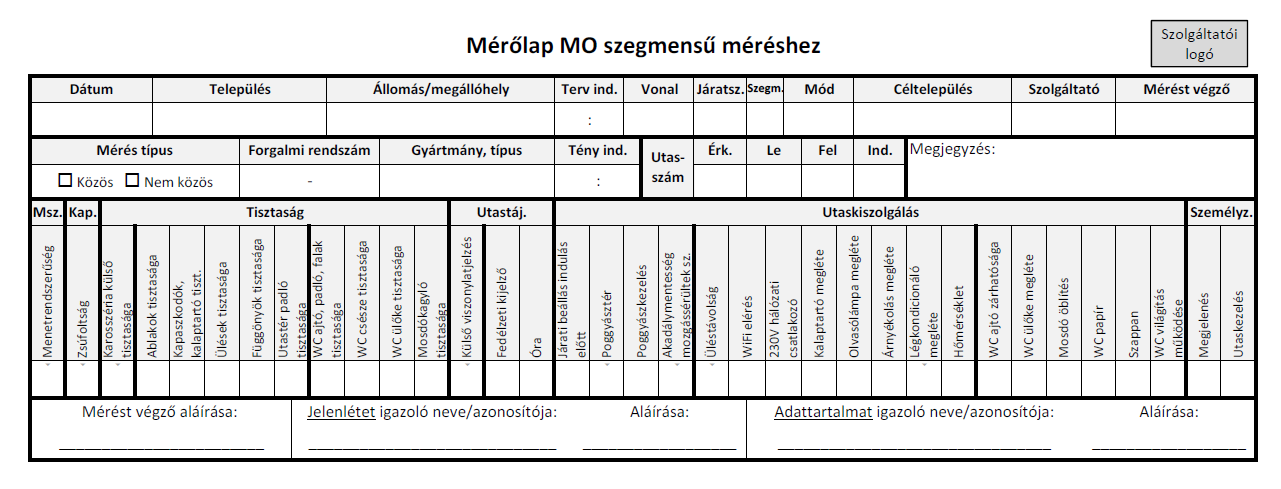 Mérőlap MO szegmensű méréshez
Szolgáltatói
logó
Dátum Település Állomás/megállóhely Terv ind. Vonal Járatsz. Szegm. Mód Céltelepülés Szolgáltató Mérést végző
:
Mérés típus Forgalmi rendszám Gyártmány, típus Tény ind. Utas-
szám Érk. Le Fel Ind. Megjegyzés:
☐ Közös ☐ Nem közös - :
Msz. Kap. Tisztaság Utastáj. Utaskiszolgálás Személyz.
Menetrendszerűség
Zsúfoltság
Karosszéria külső
tisztasága
Ablakok tisztasága
Kapaszkodók,
kalaptartó tiszt.
Ülések tisztasága
Függönyök tisztasága
Utastér padló
tisztasága
WC ajtó, padló, falak
tisztasága
WC csésze tisztasága
WC ülőke tisztasága
Mosdókagyló
tisztasága
Külső viszonylatjelzés
Fedélzeti kijelző
Óra
Járati beállás indulás
előtt
Poggyásztér
Poggyászkezelés
Akadálymentesség
mozgássérültek sz.
Üléstávolság
WiFi elérés
230V hálózati
csatlakozó
Kalaptartó megléte
Olvasólámpa megléte
Árnyékolás megléte
Légkondicionáló
megléte
Hőmérséklet
WC ajtó zárhatósága
WC ülőke megléte
Mosdó öblítés
WC papír
Szappan
WC világítás
működése
Megjelenés
Utaskezelés
Mérést végző aláírása: Jelenlétet igazoló neve/azonosítója: Aláírása: Adattartalmat igazoló neve/azonosítója: Aláírása: